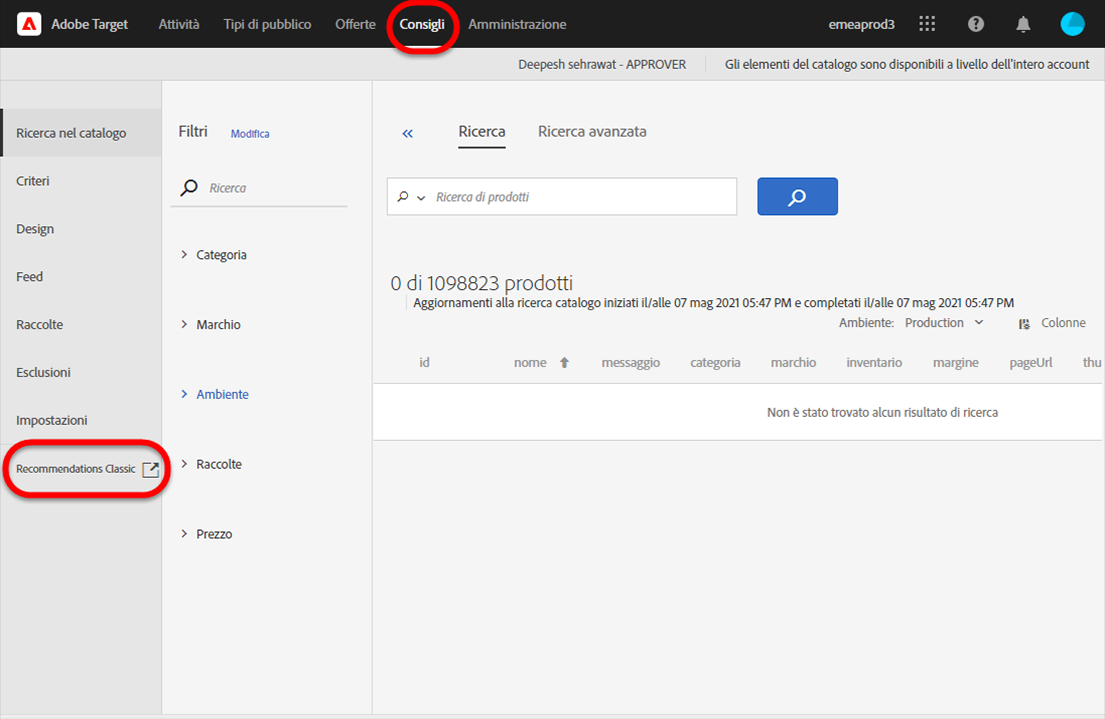 Adobe Target Attività Tipi di pubblico Offerte Consigli Amministrazione emeaprod3
Deepesh sehrawat - APPROVER Gli elementi del catalogo sono disponibili a livello dell'intero account
Ricerca nel catalogo
Criteri
Design
Feed
Raccolte
Esclusioni
Impostazioni
Recommendations Classic
Filtri Modifica
Ricerca
Categoria
Marchio
Ambiente
Raccolte
Prezzo
Ricerca Ricerca avanzata
Ricerca di prodotti
0 di 1098823 prodotti
Aggiornamenti alla ricerca catalogo iniziati il/alle 07 mag 2021 05:47 PM e completati il/alle 07 mag 2021 05:47 PM
Ambiente: Production Colonne
id nome messaggio categoria marchio inventario margine pageUrl thu
Non è stato trovato alcun risultato di ricerca